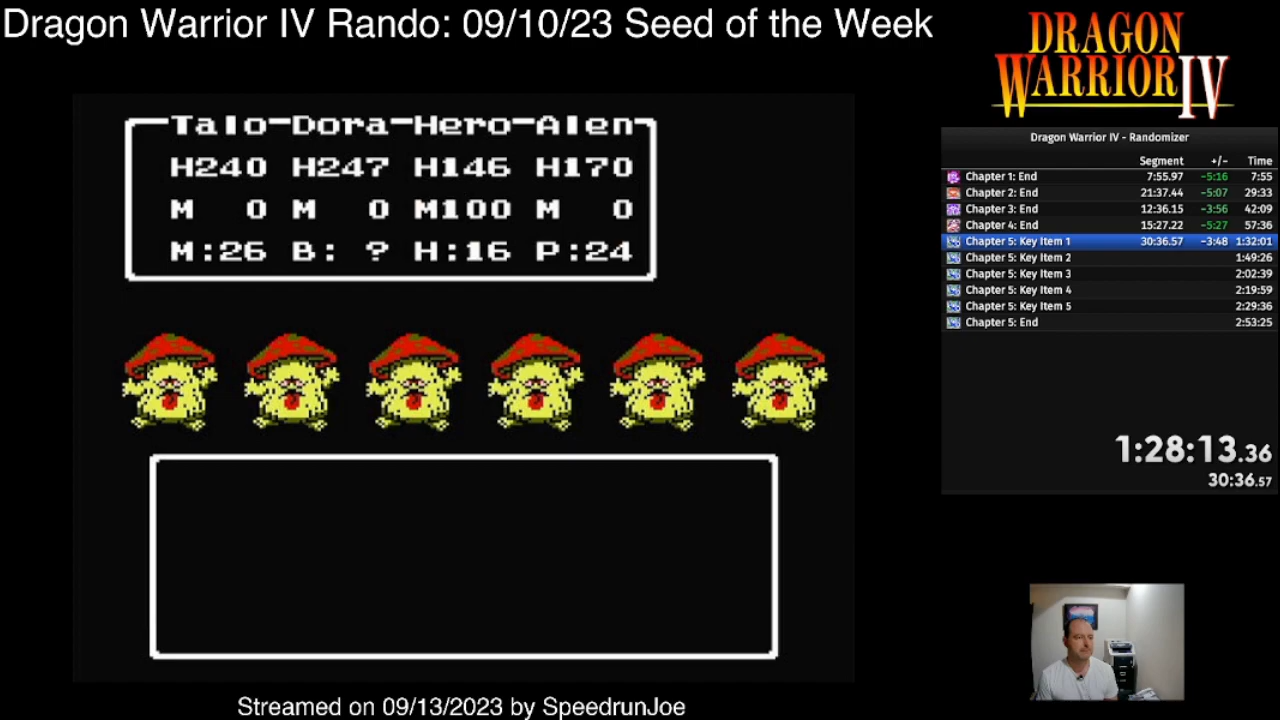 Dragon Warrior IV Rando: 09/10/23 Seed of the Week
DRAGON
WARRIOR IV
Talo Dora Hero Alen
H240 H247 H146 H170
M 0 M 0 M100 M 0
M:26 B: ? H:16 P:24
Dragon Warrior IV - Randomizer
Segment +/- Time
Chapter 1: End 7:55.97 -5:16 7:55
Chapter 2: End 21:37.44 -5:07 29:33
Chapter 3: End 12:36.15 -3:56 42:09
Chapter 4: End 15:27.22 -5:27 57:36
Chapter 5: Key Item 1 30:36.57 -3:48 1:32:01
Chapter 5: Key Item 2 1:49:26
Chapter 5: Key Item 3 2:02:39
Chapter 5: Key Item 4 2:19:59
Chapter 5: Key Item 5 2:29:36
Chapter 5: End 2:53:25
1:28:13.36
30:36.57
Streamed on 09/13/2023 by SpeedrunJoe